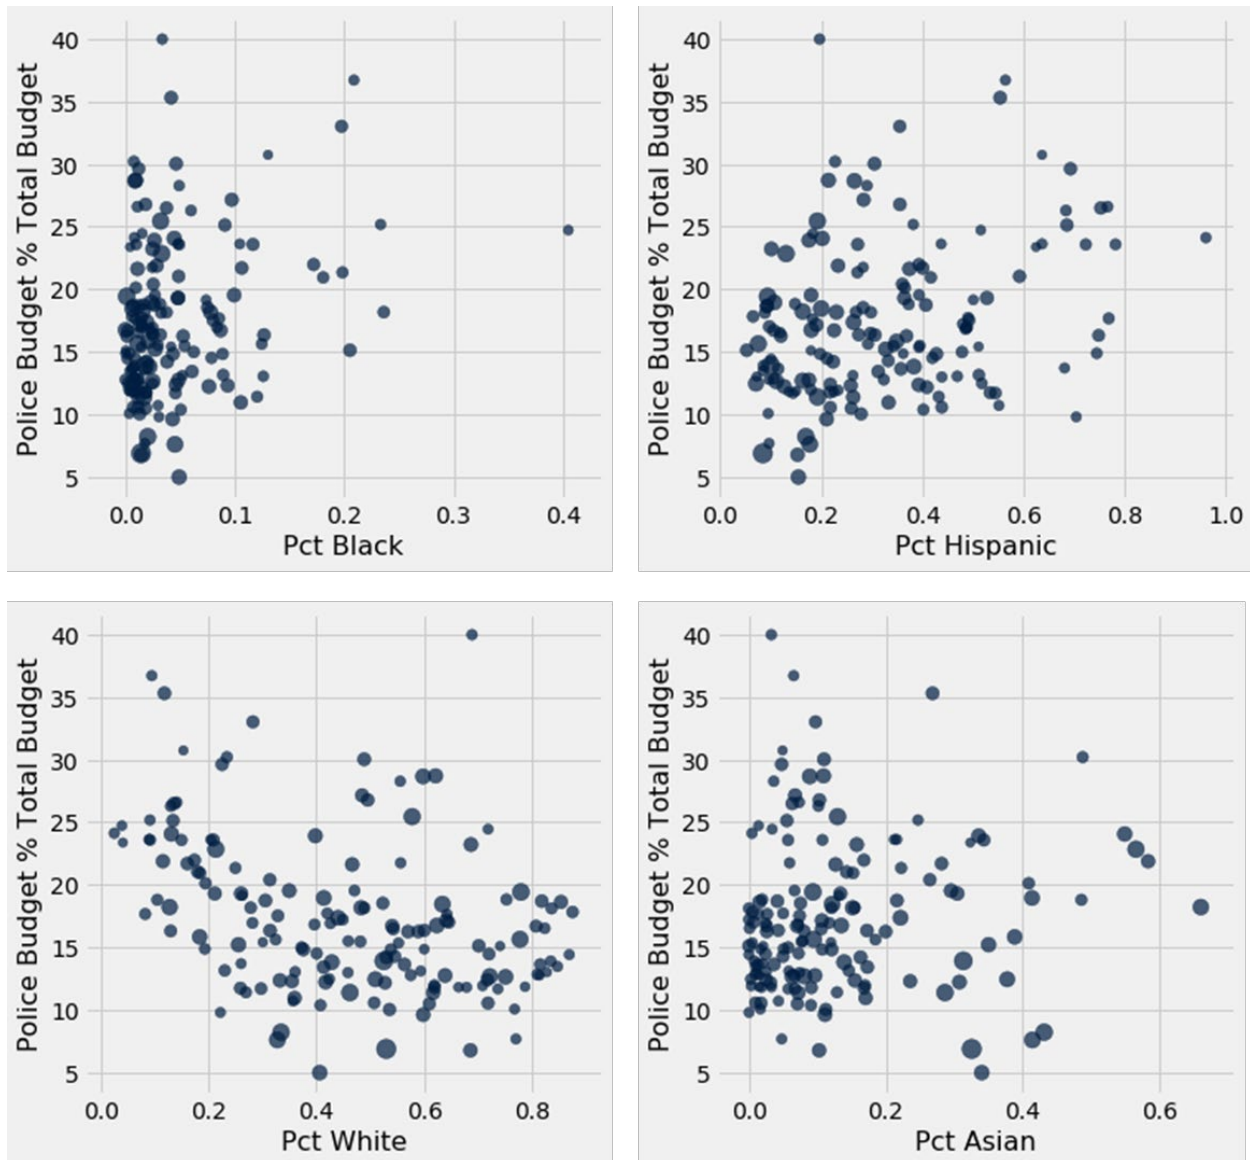 Police Budget % Total Budget
40
35
30
25
20
15
10
5
0.0 0.1 0.2 0.3 0.4
Pct Black
Police Budget % Total Budget
40
35
30
25
20
15
10
5
0.0 0.2 0.4 0.6 0.8 1.0
Pct Hispanic
Police Budget % Total Budget
40
35
30
25
20
15
10
5
0.0 0.2 0.4 0.6 0.8
Pct White
Police Budget % Total Budget
40
35
30
25
20
15
10
5
0.0 0.2 0.4 0.6
Pct Asian